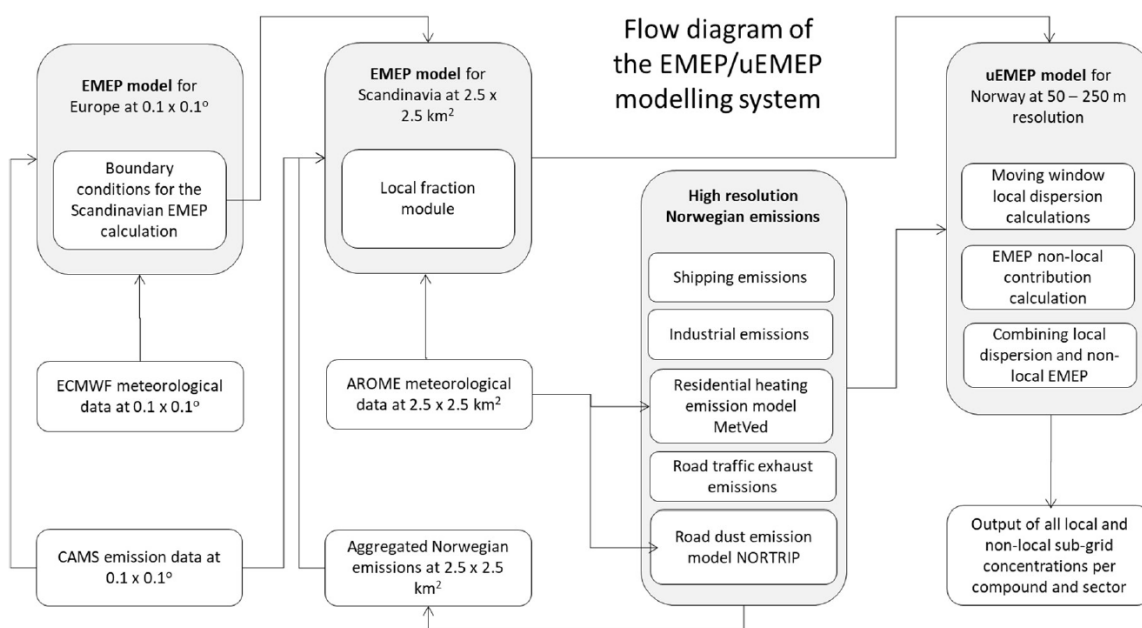 Flow diagram of
the EMEP/uEMEP
modelling system
EMEP model for
Europe at 0.1 x 0.1°
Boundary
conditions for the
Scandinavian EMEP
calculation
ECMWF meteorological
data at 0.1 x 0.1°
CAMS emission data at
0.1 x 0.1°
EMEP model for
Scandinavia at 2.5 x
2.5 km²
Local fraction
module
AROME meteorological
data at 2.5 x 2.5 km²
Aggregated Norwegian
emissions at 2.5 x 2.5
km²
High resolution
Norwegian emissions
Shipping emissions
Industrial emissions
Residential heating
emission model
MetVed
Road traffic exhaust
emissions
Road dust emission
model NORTRIP
uEMEP model for
Norway at 50 – 250 m
resolution
Moving window
local dispersion
calculations
EMEP non-local
contribution
calculation
Combining local
dispersion and non-
local EMEP
Output of all local and
non-local sub-grid
concentrations per
compound and sector